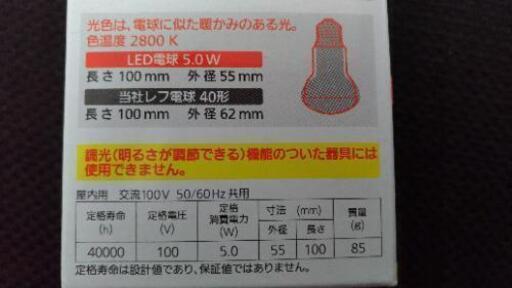 光色は、電球に似た暖かみのある光。
色温度 2800 K
LED電球 5.0 W
長さ 100 mm 外径 55 mm
当社レフ電球 40形
長さ 100 mm 外径 62 mm
調光(明るさが調節できる)機能のついた器具には
使用できません。
屋内用 交流100V 50/60Hz 共用
定格寿命 (h) 定格電圧 (V) 定格消費電力 (W) 寸法 (mm) 外径 長さ 質量 (g)
40000 100 5.0 55 100 85
定格寿命は設計値であり、保証値ではありません。